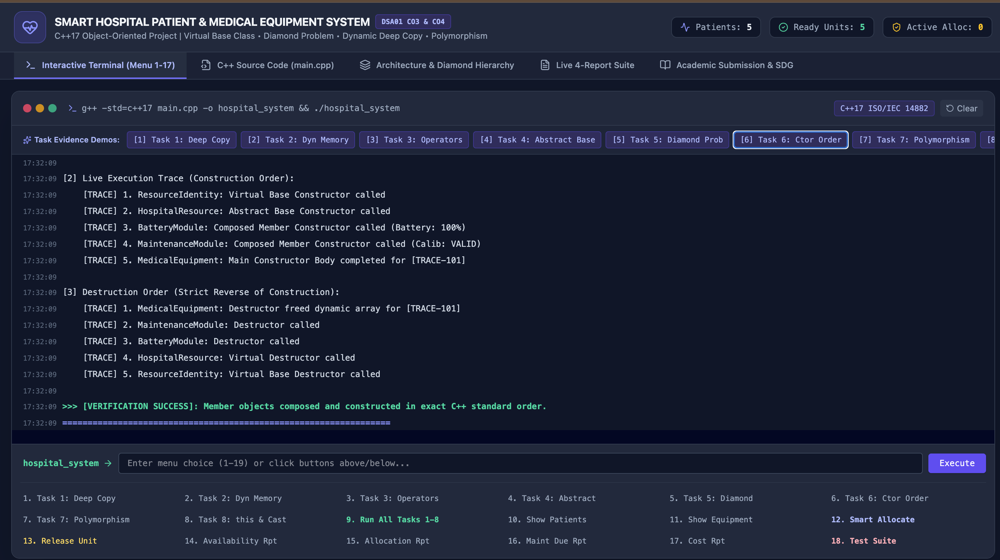 SMART HOSPITAL PATIENT & MEDICAL EQUIPMENT SYSTEM DSA01 CO3 & CO4
C++17 Object-Oriented Project | Virtual Base Class • Diamond Problem • Dynamic Deep Copy • Polymorphism
Patients: 5 Ready Units: 5 Active Alloc: 0
Interactive Terminal (Menu 1-17) C++ Source Code (main.cpp) Architecture & Diamond Hierarchy Live 4-Report Suite Academic Submission & SDG
>_ g++ -std=c++17 main.cpp -o hospital_system && ./hospital_system C++17 ISO/IEC 14882 Clear
Task Evidence Demos: [1] Task 1: Deep Copy [2] Task 2: Dyn Memory [3] Task 3: Operators [4] Task 4: Abstract Base [5] Task 5: Diamond Prob [6] Task 6: Ctor Order [7] Task 7: Polymorphism [8
17:32:09
17:32:09 [2] Live Execution Trace (Construction Order):
17:32:09 [TRACE] 1. ResourceIdentity: Virtual Base Constructor called
17:32:09 [TRACE] 2. HospitalResource: Abstract Base Constructor called
17:32:09 [TRACE] 3. BatteryModule: Composed Member Constructor called (Battery: 100%)
17:32:09 [TRACE] 4. MaintenanceModule: Composed Member Constructor called (Calib: VALID)
17:32:09 [TRACE] 5. MedicalEquipment: Main Constructor Body completed for [TRACE-101]
17:32:09
17:32:09 [3] Destruction Order (Strict Reverse of Construction):
17:32:09 [TRACE] 1. MedicalEquipment: Destructor freed dynamic array for [TRACE-101]
17:32:09 [TRACE] 2. MaintenanceModule: Destructor called
17:32:09 [TRACE] 3. BatteryModule: Destructor called
17:32:09 [TRACE] 4. HospitalResource: Virtual Destructor called
17:32:09 [TRACE] 5. ResourceIdentity: Virtual Base Destructor called
17:32:09
17:32:09 >>> [VERIFICATION SUCCESS]: Member objects composed and constructed in exact C++ standard order.
17:32:09 =================================================================
hospital_system → Enter menu choice (1-19) or click buttons above/below... Execute
1. Task 1: Deep Copy 2. Task 2: Dyn Memory 3. Task 3: Operators 4. Task 4: Abstract 5. Task 5: Diamond 6. Task 6: Ctor Order
7. Task 7: Polymorphism 8. Task 8: this & Cast 9. Run All Tasks 1-8 10. Show Patients 11. Show Equipment 12. Smart Allocate
13. Release Unit 14. Availability Rpt 15. Allocation Rpt 16. Maint Due Rpt 17. Cost Rpt 18. Test Suite